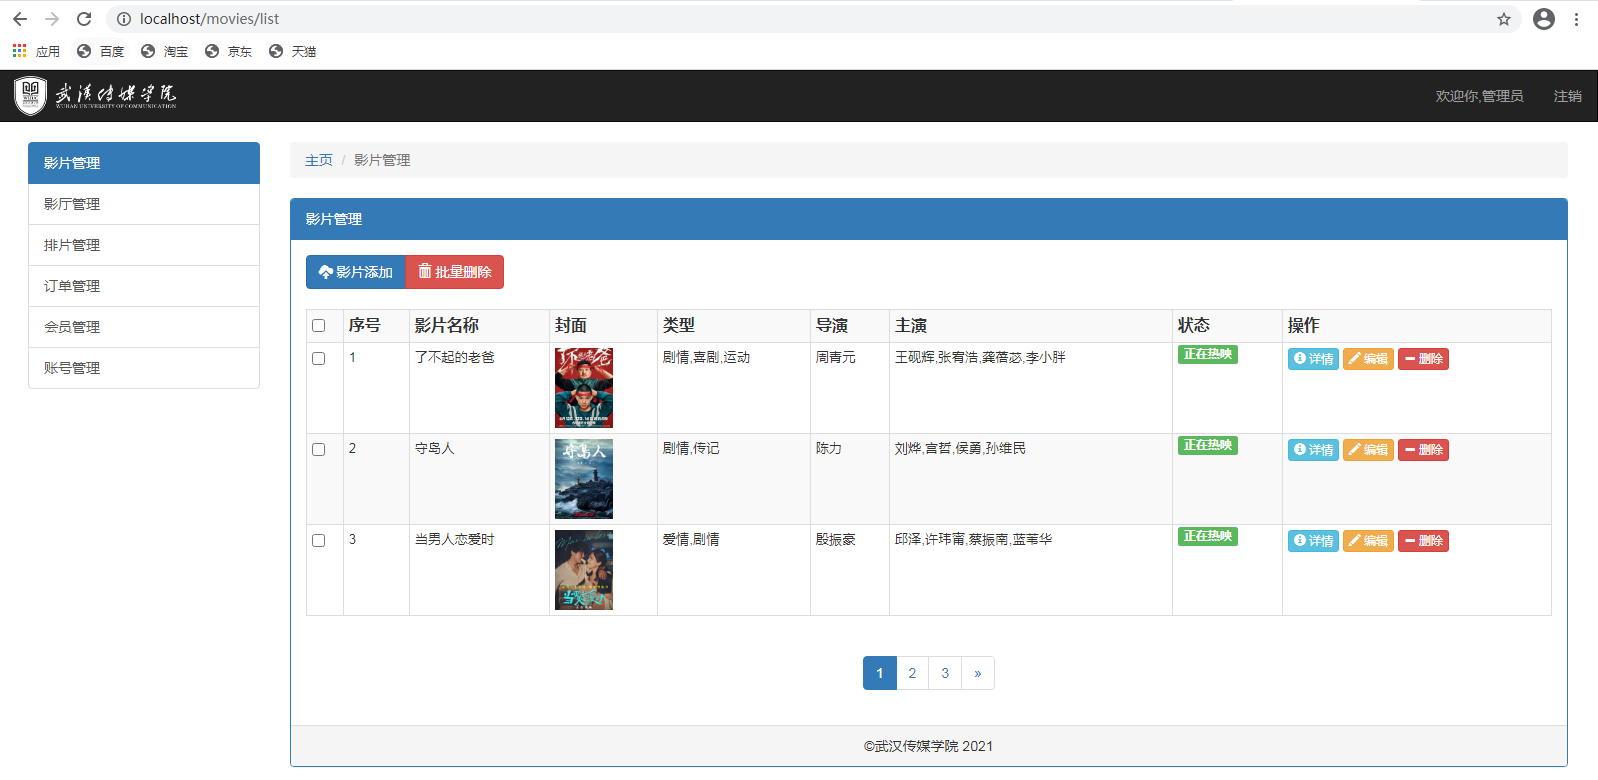 localhost/movies/list
应用 百度 淘宝 京东 天猫
武汉传媒学院
WUHAN UNIVERSITY OF COMMUNICATION
欢迎你,管理员 注销
影片管理
影厅管理
排片管理
订单管理
会员管理
账号管理
主页 / 影片管理
影片管理
影片添加 批量删除
序号 影片名称 封面 类型 导演 主演 状态 操作
1 了不起的老爸 剧情,喜剧,运动 周青元 王砚辉,张宥浩,龚蓓苾,李小胖 正在热映 详情 编辑 删除
2 守岛人 守岛人 剧情,传记 陈力 刘烨,宫哲,侯勇,孙维民 正在热映 详情 编辑 删除
3 当男人恋爱时 爱情,剧情 殷振豪 邱泽,许玮甯,蔡振南,蓝苇华 正在热映 详情 编辑 删除
1 2 3 »
©武汉传媒学院 2021